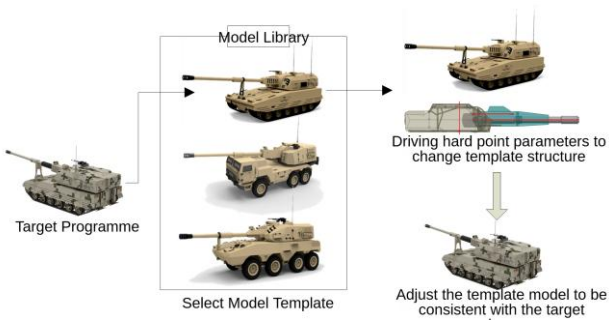 Model Library
Driving hard point parameters to
change template structure
Target Programme
Select Model Template
Adjust the template model to be
consistent with the target